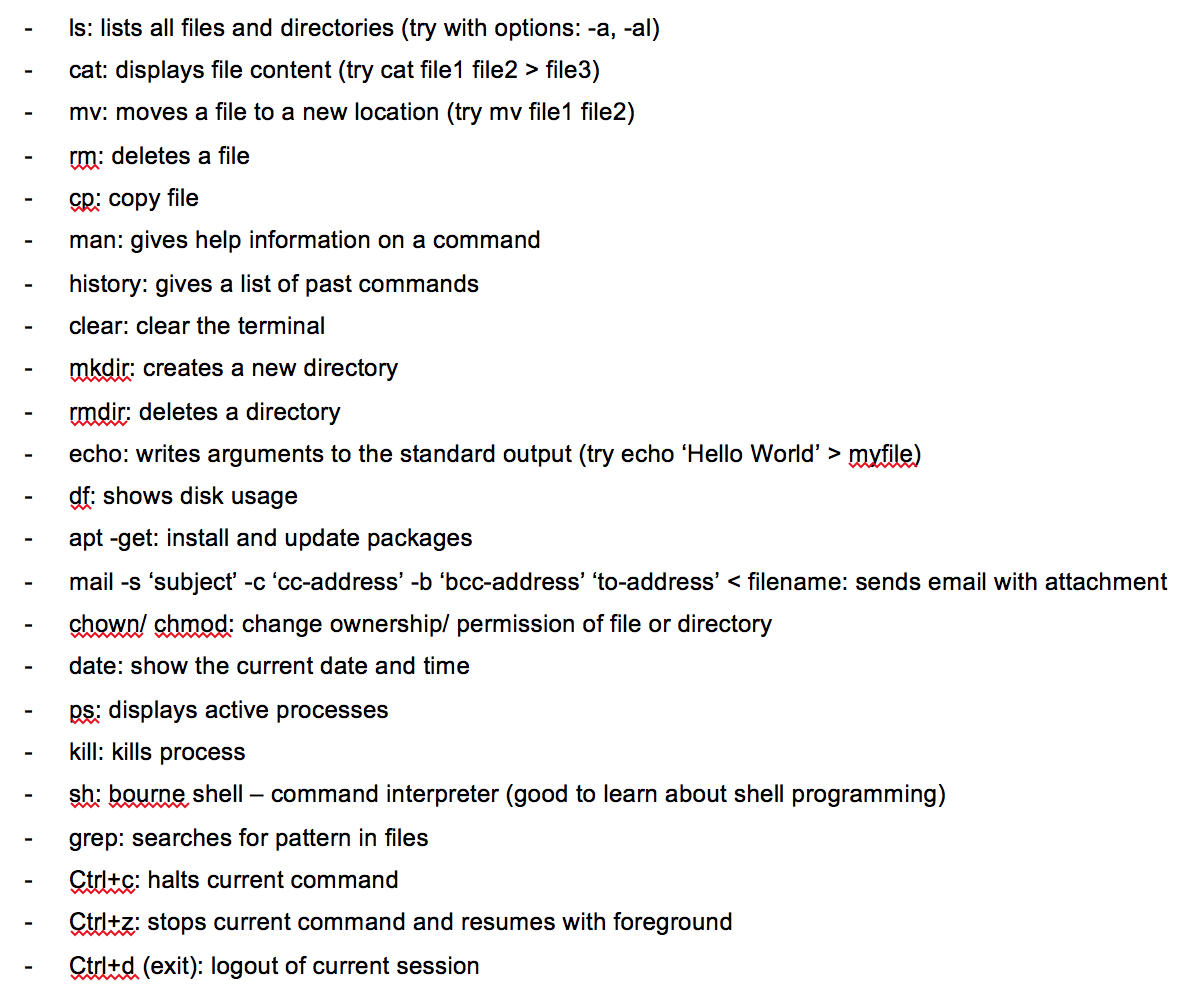 - ls: lists all files and directories (try with options: -a, -al)
- cat: displays file content (try cat file1 file2 > file3)
- mv: moves a file to a new location (try mv file1 file2)
- rm: deletes a file
- cp: copy file
- man: gives help information on a command
- history: gives a list of past commands
- clear: clear the terminal
- mkdir: creates a new directory
- rmdir: deletes a directory
- echo: writes arguments to the standard output (try echo ‘Hello World’ > myfile)
- df: shows disk usage
- apt -get: install and update packages
- mail -s ‘subject’ -c ‘cc-address’ -b ‘bcc-address’ ‘to-address’ < filename: sends email with attachment
- chown/ chmod: change ownership/ permission of file or directory
- date: show the current date and time
- ps: displays active processes
- kill: kills process
- sh: bourne shell – command interpreter (good to learn about shell programming)
- grep: searches for pattern in files
- Ctrl+c: halts current command
- Ctrl+z: stops current command and resumes with foreground
- Ctrl+d (exit): logout of current session